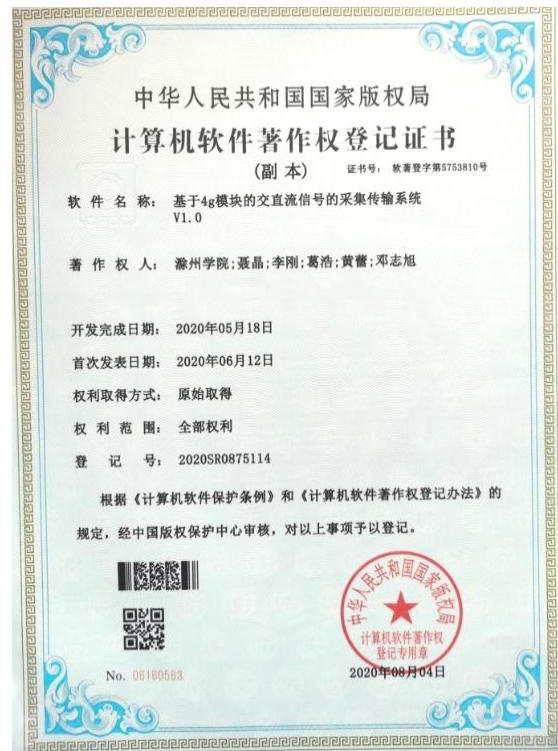 中华人民共和国国家版权局
计算机软件著作权登记证书
(副本)
证书号： 软著登字第5753810号
软件名称： 基于4g模块的交直流信号的采集传输系统
V1.0
著作权人： 滁州学院;聂晶;李刚;葛浩;黄蕾;邓志旭
开发完成日期： 2020年05月18日
首次发表日期： 2020年06月12日
权利取得方式： 原始取得
权利范围： 全部权利
登记号： 2020SR0875114
根据《计算机软件保护条例》和《计算机软件著作权登记办法》的
规定，经中国版权保护中心审核，对以上事项予以登记。
中华人民共和国国家版权局
计算机软件著作权
登记专用章
No. 06160563
2020年08月04日